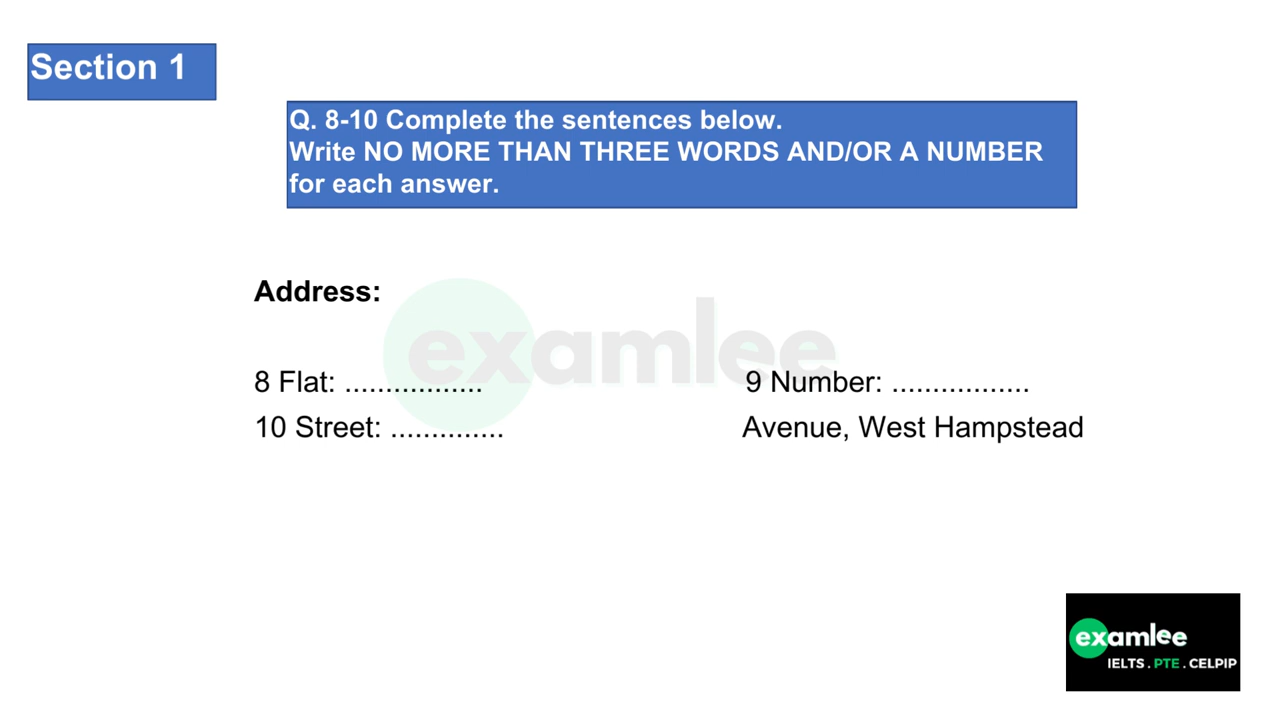 Section 1
Q. 8-10 Complete the sentences below.
Write NO MORE THAN THREE WORDS AND/OR A NUMBER
for each answer.
Address:
examlee
8 Flat: ................. 9 Number: .................
10 Street: .............. Avenue, West Hampstead
examlee
IELTS . PTE . CELPIP